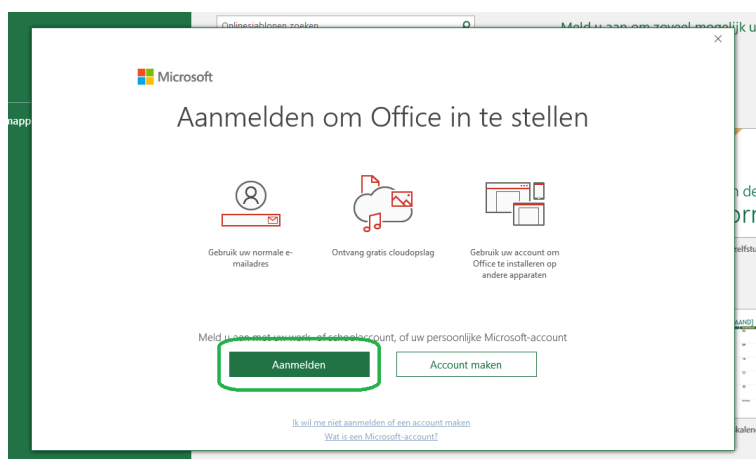 Onlinesjablonen zoeken
Meld u aan om zoveel mogelijk u
Microsoft
Aanmelden om Office in te stellen
Gebruik uw normale e-
mailadres
Ontvang gratis cloudopslag
Gebruik uw account om
Office te installeren op
andere apparaten
Meld u aan met uw werk- of schoolaccount, of uw persoonlijke Microsoft-account
Aanmelden
Account maken
Ik wil me niet aanmelden of een account maken
Wat is een Microsoft-account?